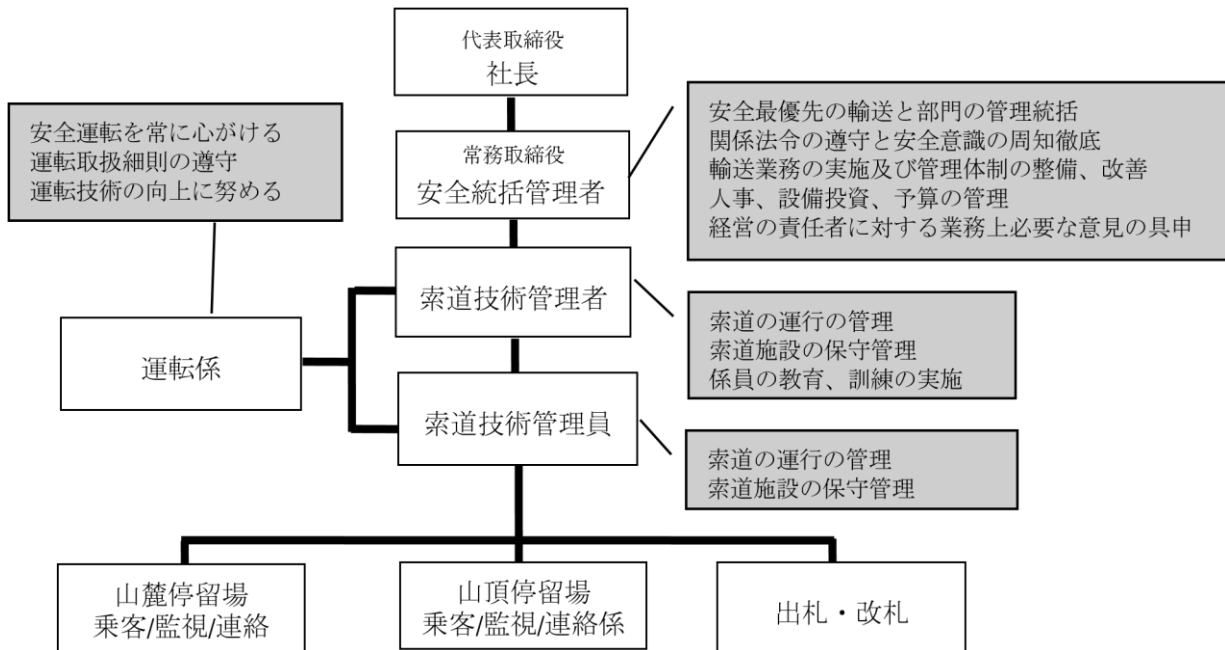 代表取締役
社長
安全運転を常に心がける
運転取扱細則の遵守
運転技術の向上に努める
常務取締役
安全統括管理者
安全最優先の輸送と部門の管理統括
関係法令の遵守と安全意識の周知徹底
輸送業務の実施及び管理体制の整備、改善
人事、設備投資、予算の管理
経営の責任者に対する業務上必要な意見の具申
索道技術管理者
索道の運行の管理
索道施設の保守管理
係員の教育、訓練の実施
運転係
索道技術管理員
索道の運行の管理
索道施設の保守管理
山麓停留場
乗客/監視/連絡
山頂停留場
乗客/監視/連絡係
出札・改札